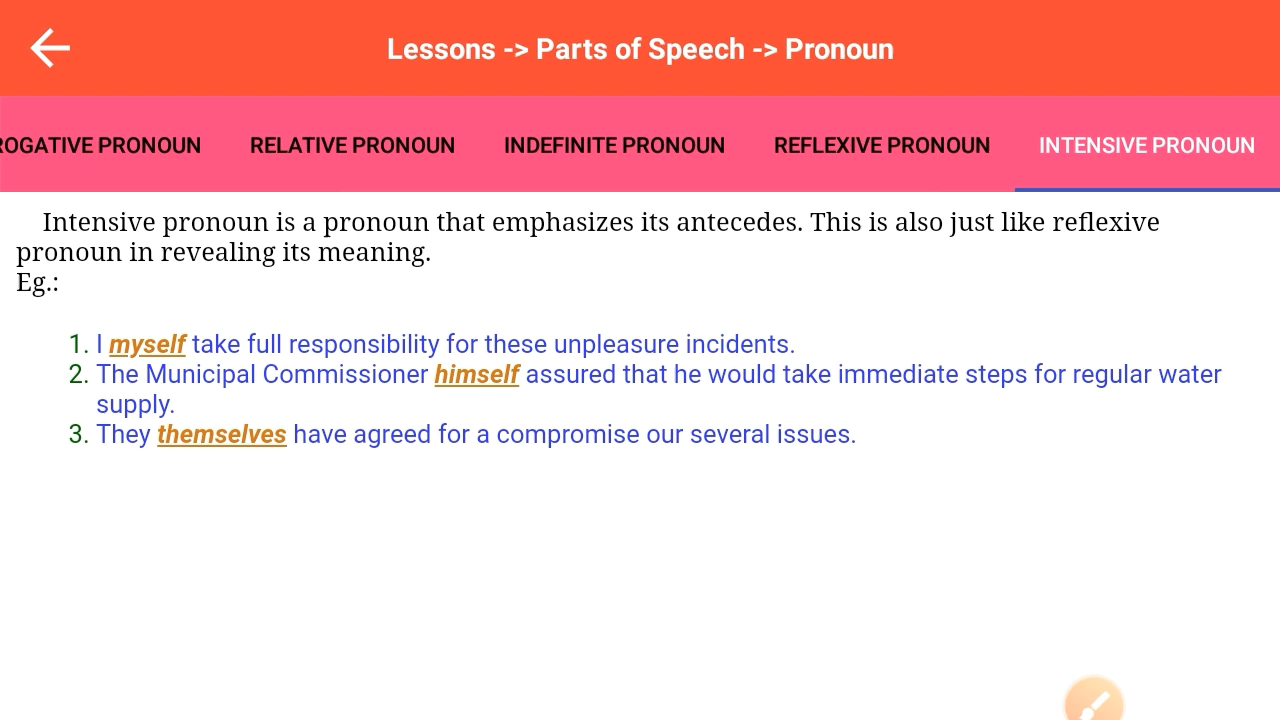 Lessons -> Parts of Speech -> Pronoun
ROGATIVE PRONOUN RELATIVE PRONOUN INDEFINITE PRONOUN REFLEXIVE PRONOUN INTENSIVE PRONOUN
Intensive pronoun is a pronoun that emphasizes its antecedes. This is also just like reflexive
pronoun in revealing its meaning.
Eg.:
1. I myself take full responsibility for these unpleasure incidents.
2. The Municipal Commissioner himself assured that he would take immediate steps for regular water
supply.
3. They themselves have agreed for a compromise our several issues.